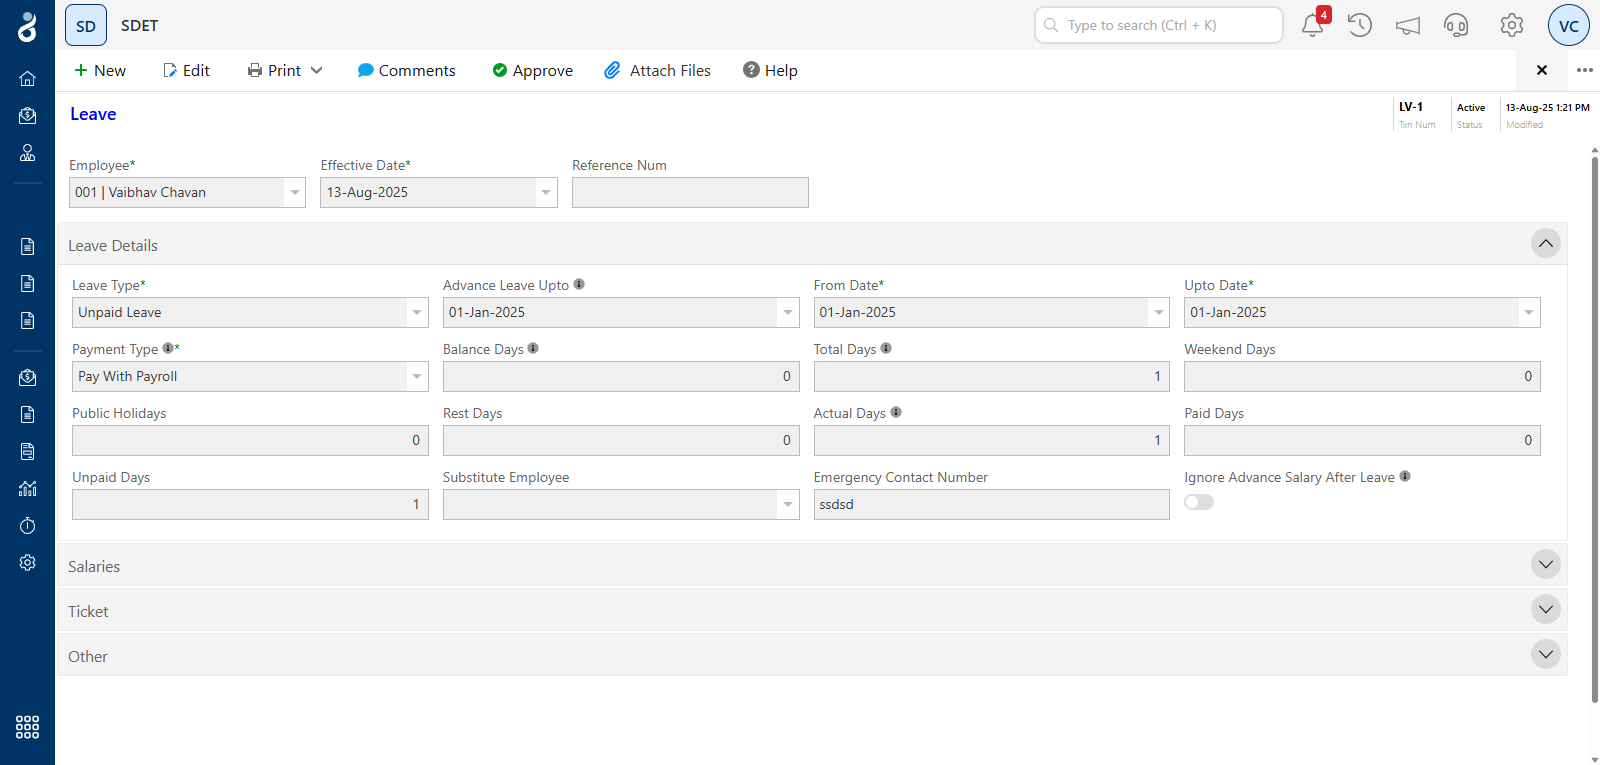 SD SDET Type to search (Ctrl + K) 4 VC
New Edit Print Comments Approve Attach Files Help
Leave
LV-1 Active 13-Aug-25 1:21 PM
Txn Num Status Modified
Employee* Effective Date* Reference Num
001 | Vaibhav Chavan 13-Aug-2025
Leave Details
Leave Type* Advance Leave Upto From Date* Upto Date*
Unpaid Leave 01-Jan-2025 01-Jan-2025 01-Jan-2025
Payment Type * Balance Days Total Days Weekend Days
Pay With Payroll 0 1 0
Public Holidays Rest Days Actual Days Paid Days
0 0 1 0
Unpaid Days Substitute Employee Emergency Contact Number Ignore Advance Salary After Leave
1 ssdsd
Salaries
Ticket
Other